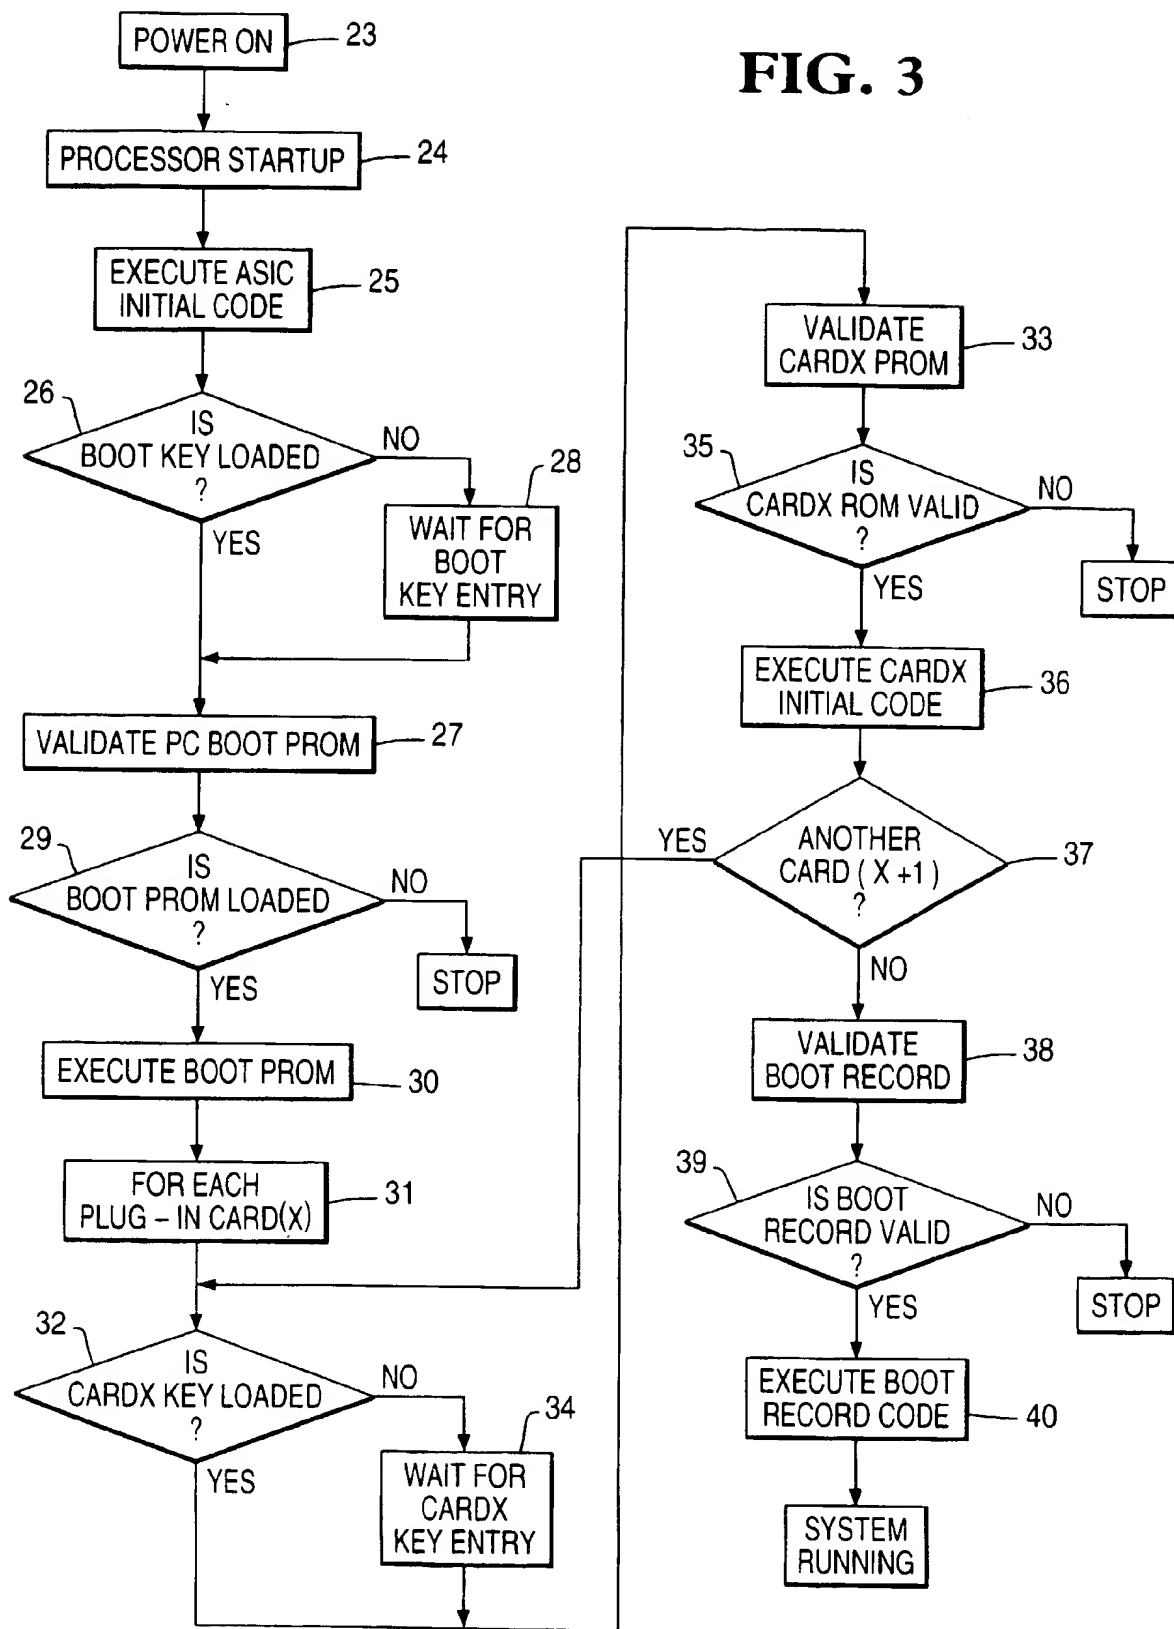 FIG. 3
POWER ON
23
PROCESSOR STARTUP
24
EXECUTE ASIC
INITIAL CODE
25
26
IS
BOOT KEY LOADED
?
NO
YES
28
WAIT FOR
BOOT
KEY ENTRY
VALIDATE PC BOOT PROM
27
29
IS
BOOT PROM LOADED
?
NO
YES
STOP
EXECUTE BOOT PROM
30
FOR EACH
PLUG – IN CARD(X)
31
32
IS
CARDX KEY LOADED
?
NO
YES
34
WAIT FOR
CARDX
KEY ENTRY
VALIDATE
CARDX PROM
33
35
IS
CARDX ROM VALID
?
NO
YES
STOP
EXECUTE CARDX
INITIAL CODE
36
YES
ANOTHER
CARD ( X +1 )
?
37
NO
VALIDATE
BOOT RECORD
38
39
IS BOOT
RECORD VALID
?
NO
YES
STOP
EXECUTE BOOT
RECORD CODE
40
SYSTEM
RUNNING